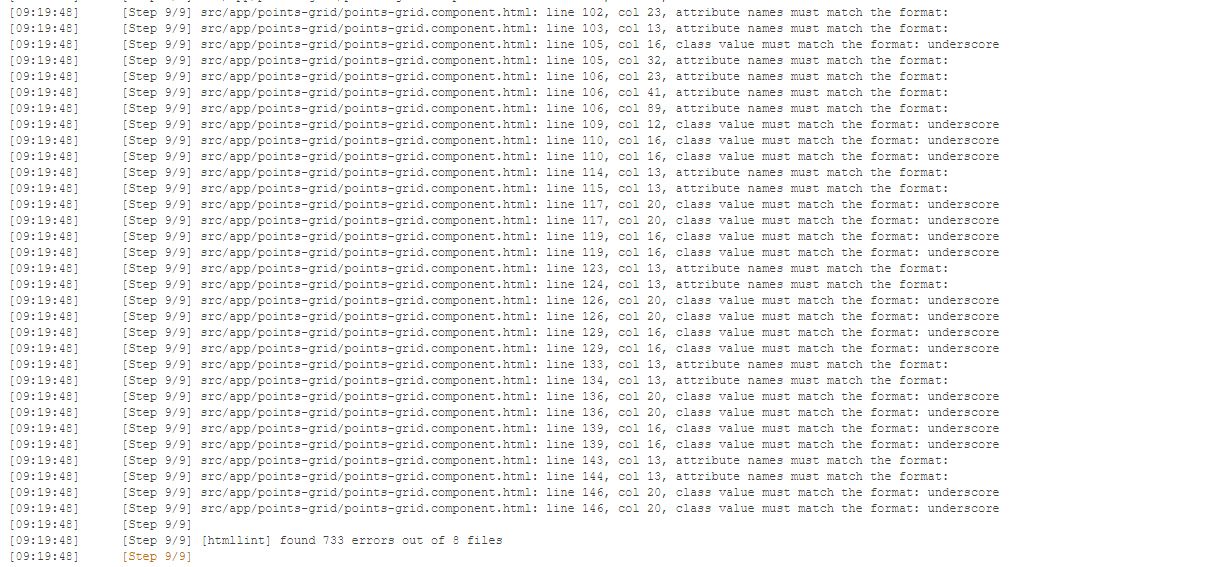 [09:19:48] [Step 9/9] src/app/points-grid/points-grid.component.html: line 102, col 23, attribute names must match the format:
[09:19:48] [Step 9/9] src/app/points-grid/points-grid.component.html: line 103, col 13, attribute names must match the format:
[09:19:48] [Step 9/9] src/app/points-grid/points-grid.component.html: line 105, col 16, class value must match the format: underscore
[09:19:48] [Step 9/9] src/app/points-grid/points-grid.component.html: line 105, col 32, attribute names must match the format:
[09:19:48] [Step 9/9] src/app/points-grid/points-grid.component.html: line 106, col 23, attribute names must match the format:
[09:19:48] [Step 9/9] src/app/points-grid/points-grid.component.html: line 106, col 41, attribute names must match the format:
[09:19:48] [Step 9/9] src/app/points-grid/points-grid.component.html: line 106, col 89, attribute names must match the format:
[09:19:48] [Step 9/9] src/app/points-grid/points-grid.component.html: line 109, col 12, class value must match the format: underscore
[09:19:48] [Step 9/9] src/app/points-grid/points-grid.component.html: line 110, col 16, class value must match the format: underscore
[09:19:48] [Step 9/9] src/app/points-grid/points-grid.component.html: line 110, col 16, class value must match the format: underscore
[09:19:48] [Step 9/9] src/app/points-grid/points-grid.component.html: line 114, col 13, attribute names must match the format:
[09:19:48] [Step 9/9] src/app/points-grid/points-grid.component.html: line 115, col 13, attribute names must match the format:
[09:19:48] [Step 9/9] src/app/points-grid/points-grid.component.html: line 117, col 20, class value must match the format: underscore
[09:19:48] [Step 9/9] src/app/points-grid/points-grid.component.html: line 117, col 20, class value must match the format: underscore
[09:19:48] [Step 9/9] src/app/points-grid/points-grid.component.html: line 119, col 16, class value must match the format: underscore
[09:19:48] [Step 9/9] src/app/points-grid/points-grid.component.html: line 119, col 16, class value must match the format: underscore
[09:19:48] [Step 9/9] src/app/points-grid/points-grid.component.html: line 123, col 13, attribute names must match the format:
[09:19:48] [Step 9/9] src/app/points-grid/points-grid.component.html: line 124, col 13, attribute names must match the format:
[09:19:48] [Step 9/9] src/app/points-grid/points-grid.component.html: line 126, col 20, class value must match the format: underscore
[09:19:48] [Step 9/9] src/app/points-grid/points-grid.component.html: line 126, col 20, class value must match the format: underscore
[09:19:48] [Step 9/9] src/app/points-grid/points-grid.component.html: line 129, col 16, class value must match the format: underscore
[09:19:48] [Step 9/9] src/app/points-grid/points-grid.component.html: line 129, col 16, class value must match the format: underscore
[09:19:48] [Step 9/9] src/app/points-grid/points-grid.component.html: line 133, col 13, attribute names must match the format:
[09:19:48] [Step 9/9] src/app/points-grid/points-grid.component.html: line 134, col 13, attribute names must match the format:
[09:19:48] [Step 9/9] src/app/points-grid/points-grid.component.html: line 136, col 20, class value must match the format: underscore
[09:19:48] [Step 9/9] src/app/points-grid/points-grid.component.html: line 136, col 20, class value must match the format: underscore
[09:19:48] [Step 9/9] src/app/points-grid/points-grid.component.html: line 139, col 16, class value must match the format: underscore
[09:19:48] [Step 9/9] src/app/points-grid/points-grid.component.html: line 139, col 16, class value must match the format: underscore
[09:19:48] [Step 9/9] src/app/points-grid/points-grid.component.html: line 143, col 13, attribute names must match the format:
[09:19:48] [Step 9/9] src/app/points-grid/points-grid.component.html: line 144, col 13, attribute names must match the format:
[09:19:48] [Step 9/9] src/app/points-grid/points-grid.component.html: line 146, col 20, class value must match the format: underscore
[09:19:48] [Step 9/9] src/app/points-grid/points-grid.component.html: line 146, col 20, class value must match the format: underscore
[09:19:48] [Step 9/9]
[09:19:48] [Step 9/9] [htmllint] found 733 errors out of 8 files
[09:19:48] [Step 9/9]